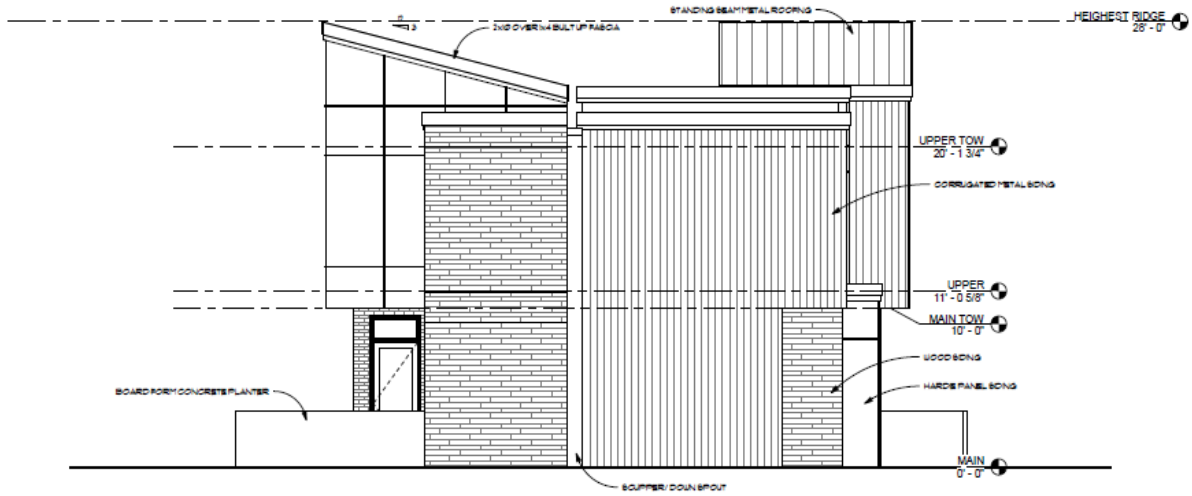 STANDING SEAM METAL ROOFING
HEIGHEST RIDGE
28' - 0"
3
2x10 OVER 1x4 BUILT UP FASCIA
UPPER TOW
20' - 1 3/4"
CORRUGATED METAL SIDING
UPPER
11' - 0 5/8"
MAIN TOW
10' - 0"
WOOD SIDING
HARDIE PANEL SIDING
BOARD FORM CONCRETE PLANTER
MAIN
0' - 0"
SCUPPER/ DOWN SPOUT